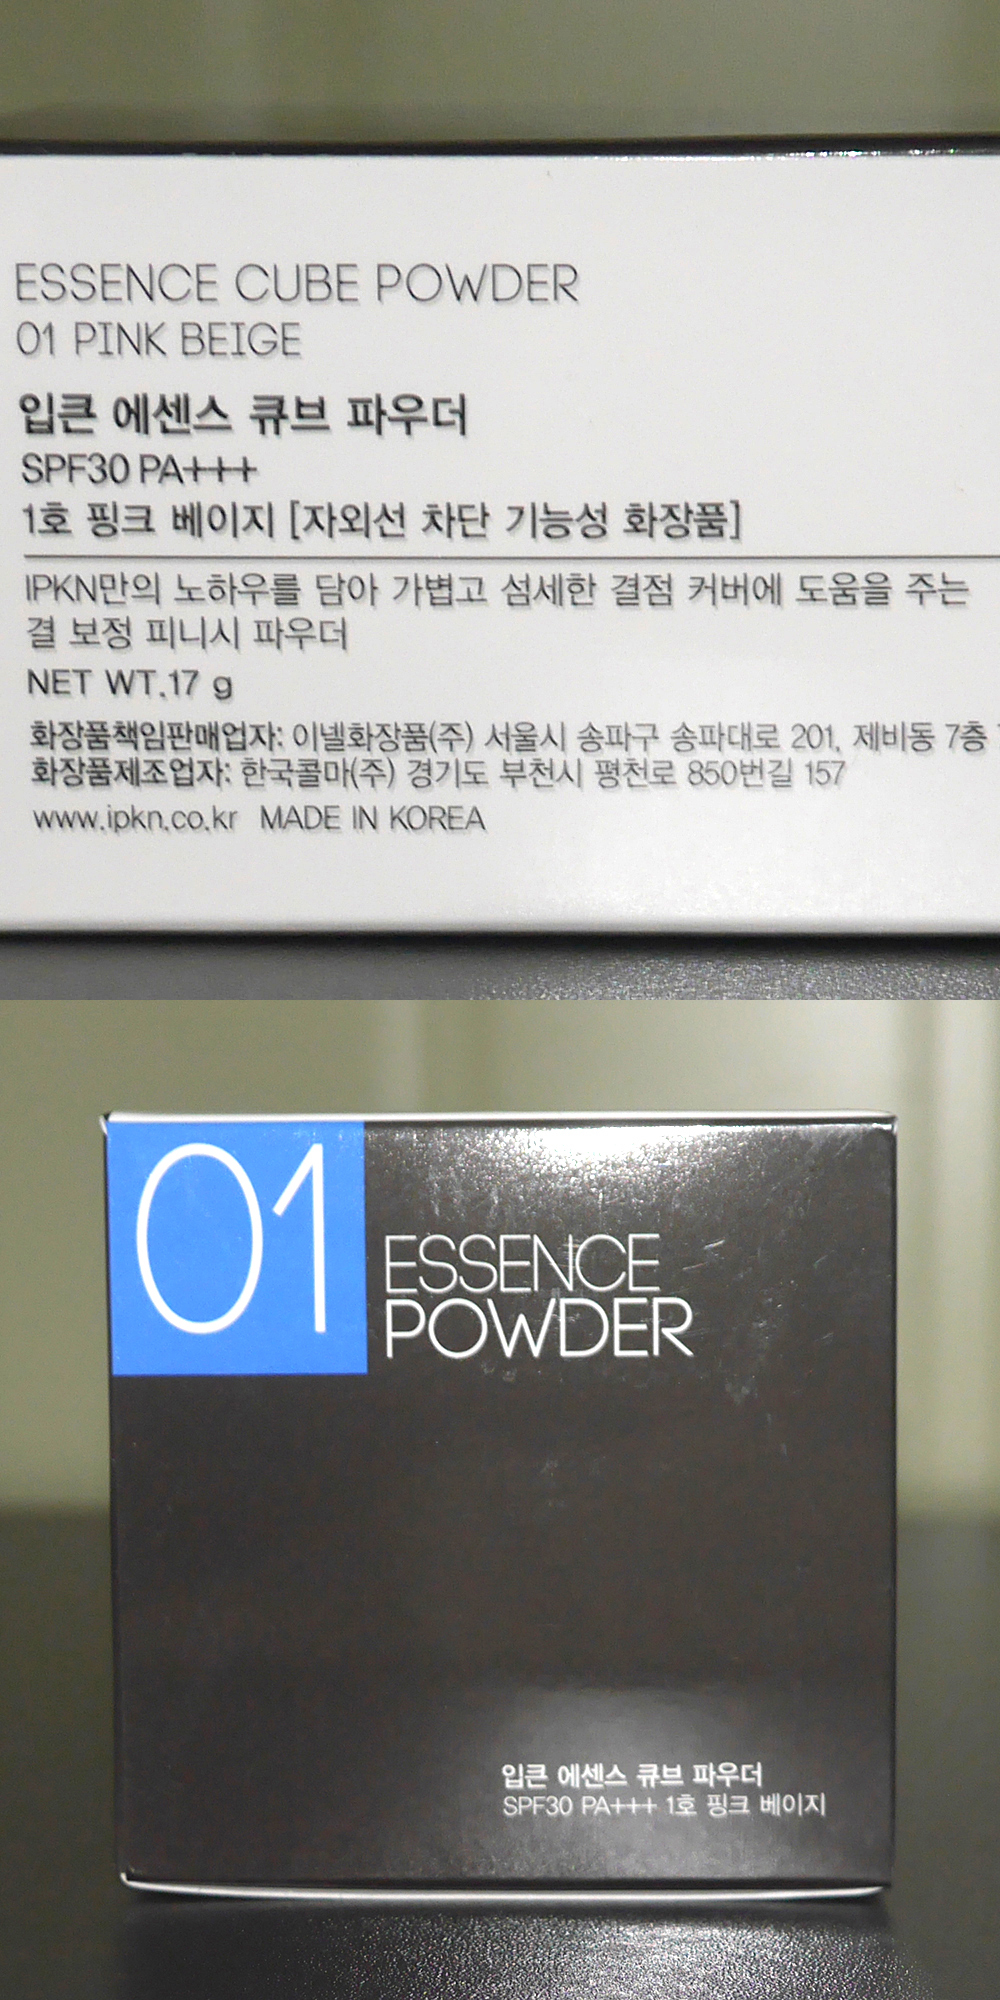 ESSENCE CUBE POWDER
01 PINK BEIGE
입큰 에센스 큐브 파우더
SPF30 PA+++
1호 핑크 베이지 [자외선 차단 기능성 화장품]
IPKN만의 노하우를 담아 가볍고 섬세한 결점 커버에 도움을 주는
결 보정 피니시 파우더
NET WT.17 g
화장품책임판매업자: 이넬화장품(주) 서울시 송파구 송파대로 201, 제비동 7층
화장품제조업자: 한국콜마(주) 경기도 부천시 평천로 850번길 157
www.ipkn.co.kr MADE IN KOREA
01
ESSENCE
POWDER
입큰 에센스 큐브 파우더
SPF30 PA+++ 1호 핑크 베이지